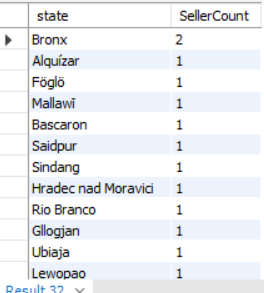 state SellerCount
Bronx 2
Alquízar 1
Föglö 1
Mallawī 1
Bascaron 1
Saidpur 1
Sindang 1
Hradec nad Moravicí 1
Rio Branco 1
Gllogjan 1
Ubiaja 1
Lewopao 1
Result 32